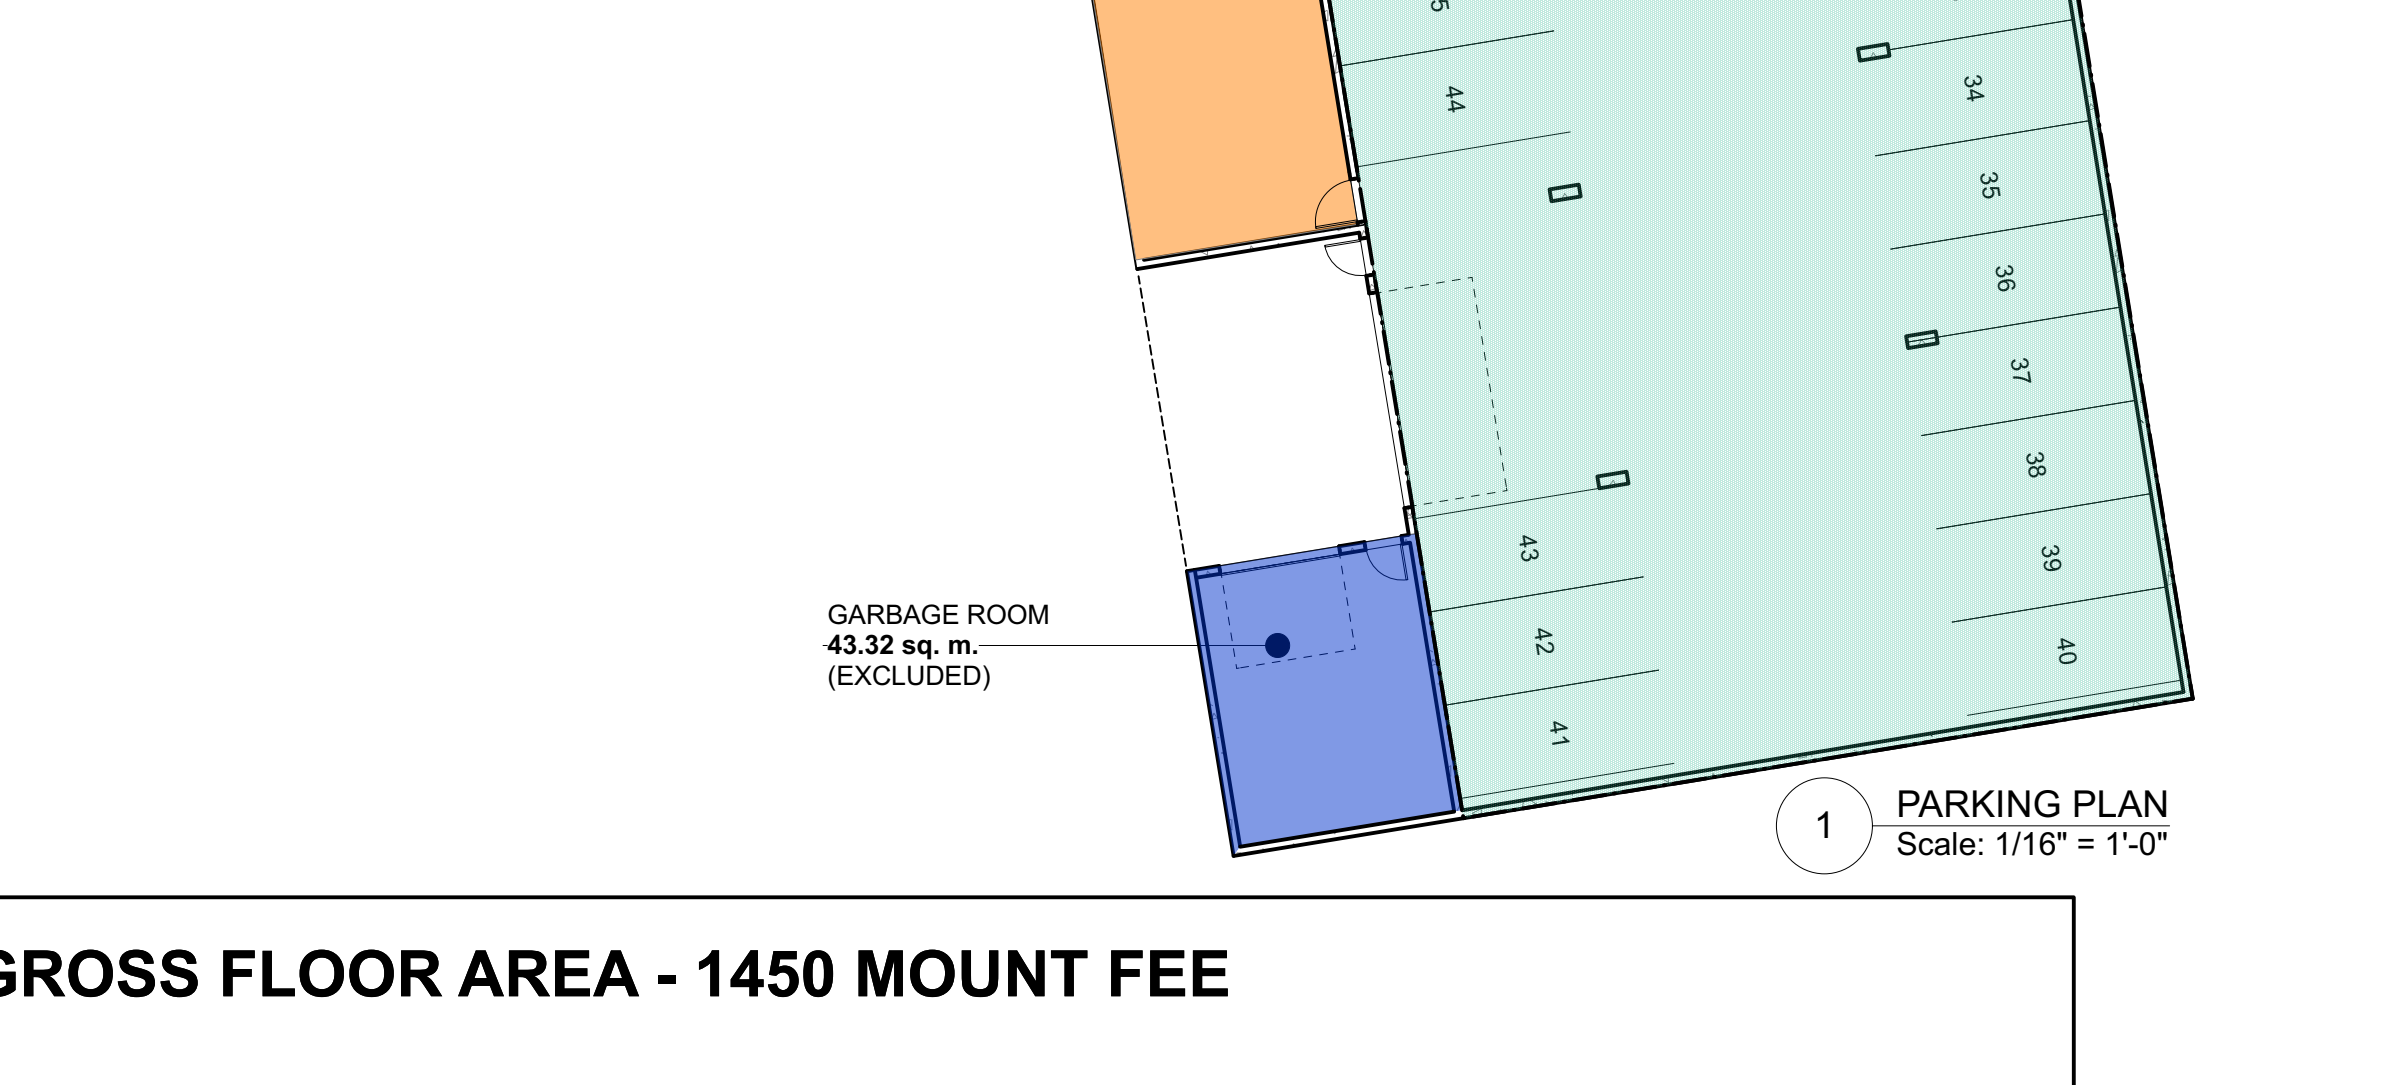 5
44
34
35
36
37
38
39
40
43
42
41
GARBAGE ROOM
43.32 sq. m.
(EXCLUDED)
1
PARKING PLAN
Scale: 1/16" = 1'-0"
GROSS FLOOR AREA - 1450 MOUNT FEE